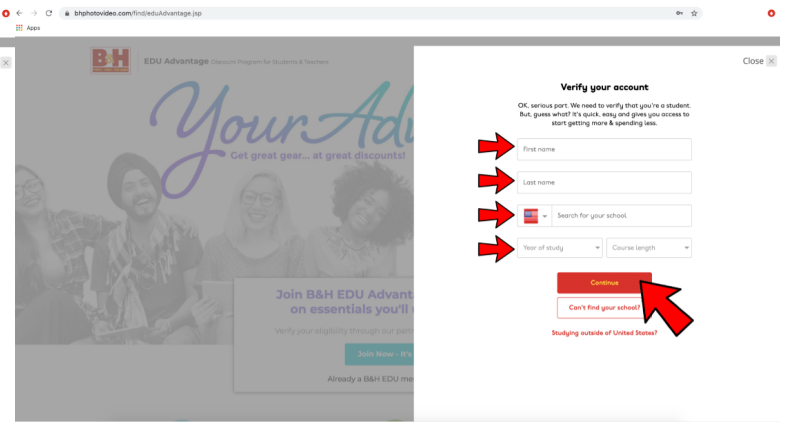 bhphotovideo.com/find/eduAdvantage.jsp
Apps
B&H
EDU Advantage Discount Program for Students & Teachers
Close
Your Ad
Get great gear... at great discounts!
Join B&H EDU Advant
on essentials you'll
Verify your eligibility through our part
Join Now - It's
Already a B&H EDU me
Verify your account
OK, serious part. We need to verify that you're a student.
But, guess what? It's quick, easy and gives you access to
start getting more & spending less.
First name
Last name
Search for your school
Year of study Course length
Continue
Can't find your school?
Studying outside of United States?